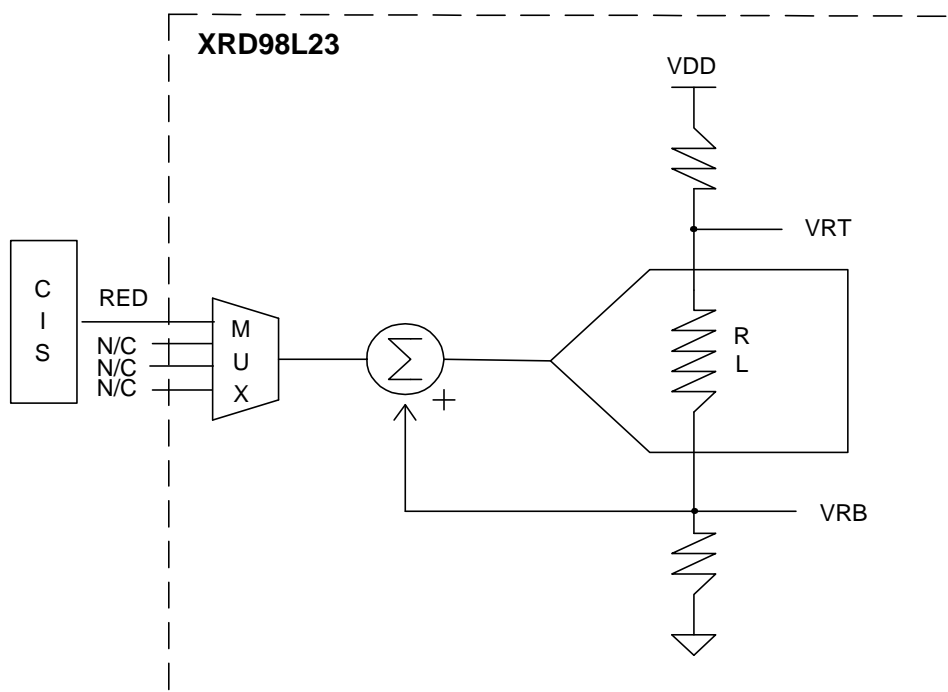 XRD98L23
VDD
VRT
C
I
S
RED
N/C
N/C
N/C
M
U
X
Σ
+
R
L
VRB